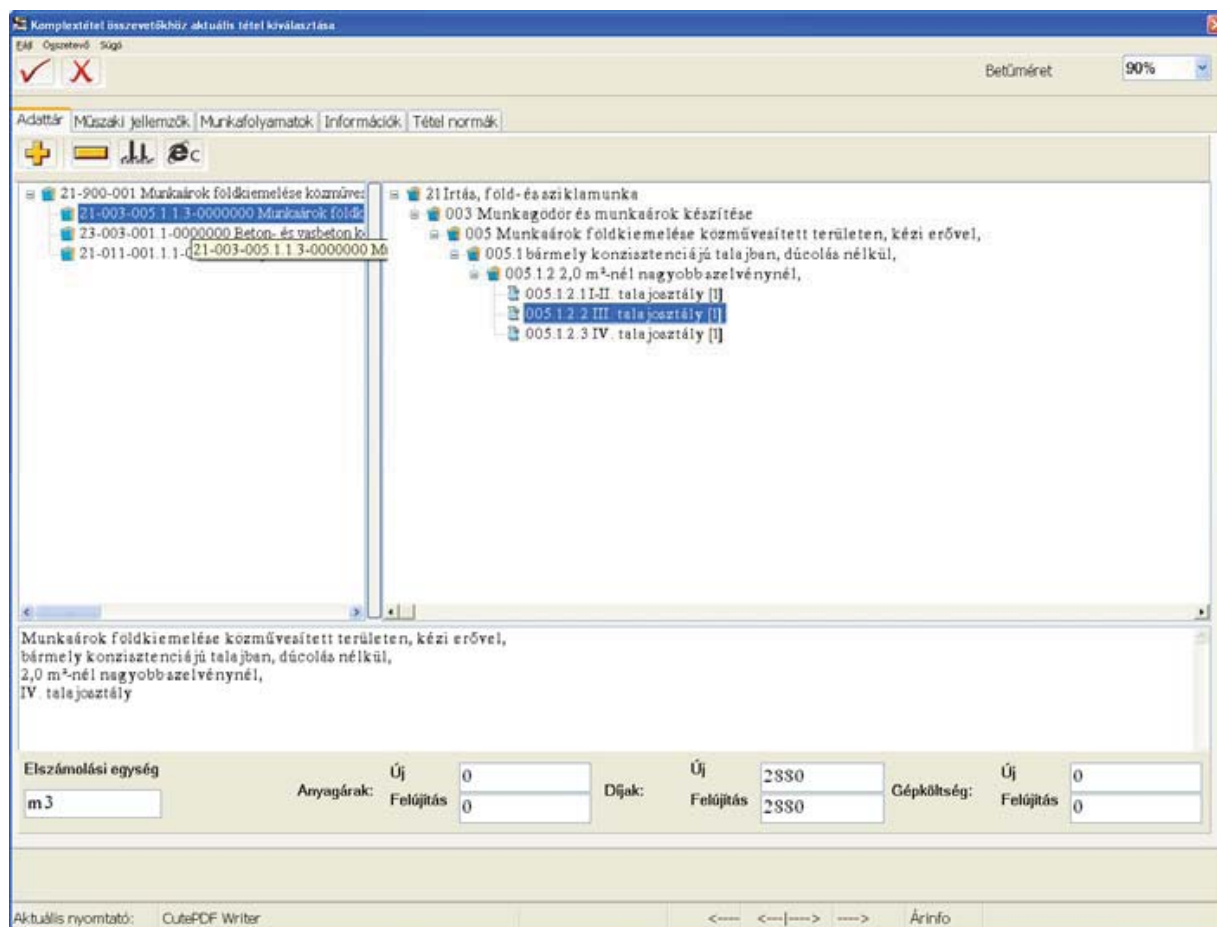 Komplextétel összevetőkhöz aktuális tétel kiválasztása
Súgó
Betűméret 90%
Adattár Műszaki jellemzők Munkafolyamatok Információk Tétel normák
21-900-001 Munkaárok földkiemelése közműves
21-003-005.1.1.3-0000000 Munkaárok földk
23-003-001.1-0000000 Beton- és vasbeton k
21-011-001.1.1-0
21-003-005.1.1.3-0000000 M
21 Irtás, föld- és sziklamunka
003 Munkagödör és munkaárok készítése
005 Munkaárok földkiemelése közművesített területen, kézi erővel,
005.1 bármely konzisztenciájú talajban, dúcolás nélkül,
005.1.2 2,0 m²-nél nagyobb szelvénynél,
005.1.2.1 I-II. talajosztály [1]
005.1.2.2 III. talajosztály [1]
005.1.2.3 IV. talajosztály [1]
Munkaárok földkiemelése közművesített területen, kézi erővel,
bármely konzisztenciájú talajban, dúcolás nélkül,
2,0 m²-nél nagyobb szelvénynél,
IV. talajosztály
Elszámolási egység
m3
Anyagárak: Új 0
Felújítás 0
Díjak: Új 2880
Felújítás 2880
Gépköltség: Új 0
Felújítás 0
Aktuális nyomtató: CutePDF Writer <---- <---|----> ----> Árinfo